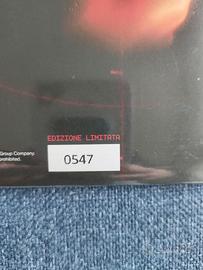 EDIZIONE LIMITATA
Group Company.
0547
prohibited.